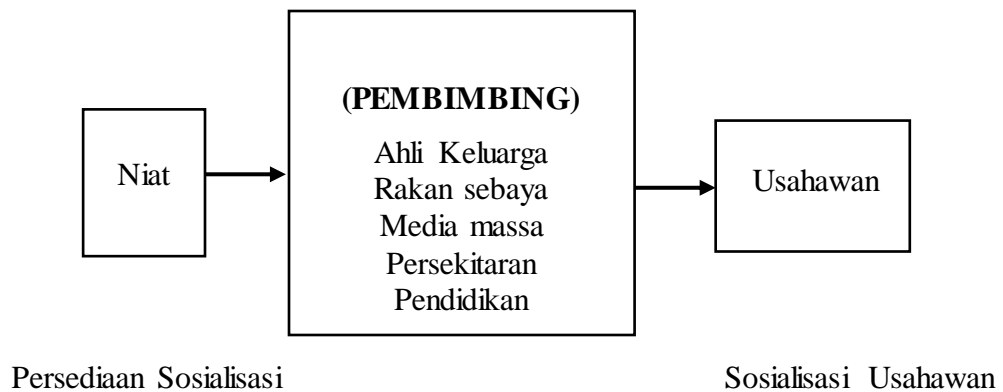 (PEMBIMBING)
Niat
Ahli Keluarga
Rakan sebaya
Media massa
Persekitaran
Pendidikan
Usahawan
Persediaan Sosialisasi
Sosialisasi Usahawan